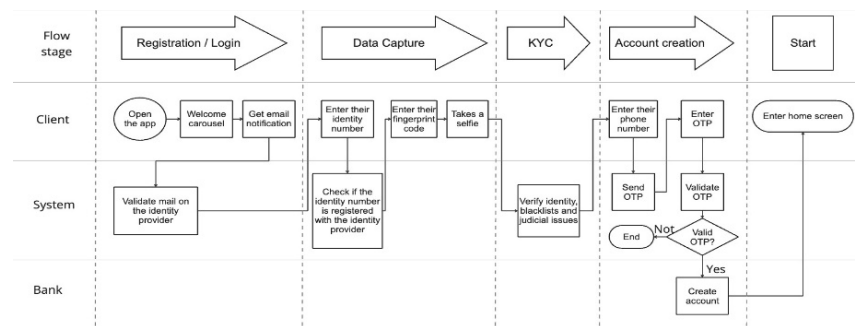 Flow
stage
Registration / Login
Data Capture
KYC
Account creation
Start
Client
Open
the app
Welcome
carousel
Get email
notification
Enter their
identity
number
Enter their
fingerprint
code
Takes a
selfie
Enter their
phone
number
Enter
OTP
Enter home screen
System
Validate mail on
the identity
provider
Check if the
identity number
is registered
with the identity
provider
Verify identity,
blacklists and
judicial issues
Send
OTP
Validate
OTP
End
Not
Valid
OTP?
Yes
Bank
Create
account